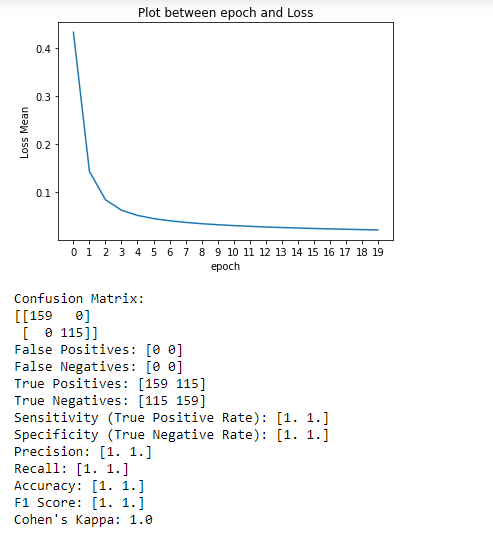 Plot between epoch and Loss
0.4
0.3
0.2
0.1
Loss Mean
0 1 2 3 4 5 6 7 8 9 10 11 12 13 14 15 16 17 18 19
epoch
Confusion Matrix:
[[159   0]
 [  0 115]]
False Positives: [0 0]
False Negatives: [0 0]
True Positives: [159 115]
True Negatives: [115 159]
Sensitivity (True Positive Rate): [1. 1.]
Specificity (True Negative Rate): [1. 1.]
Precision: [1. 1.]
Recall: [1. 1.]
Accuracy: [1. 1.]
F1 Score: [1. 1.]
Cohen's Kappa: 1.0